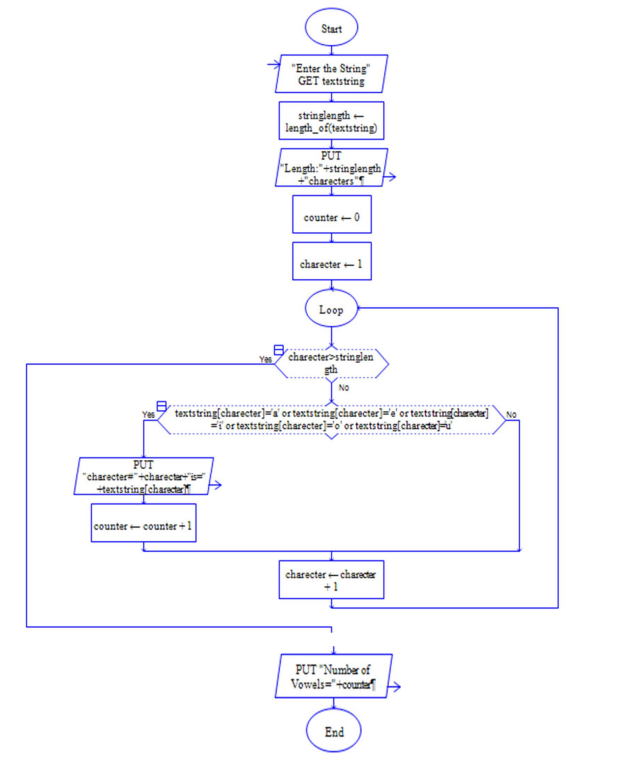 Start
"Enter the String"
GET textstring
stringlength ←
length_of(textstring)
PUT
"Length:"+stringlength
+"charecters"¶
counter ← 0
charecter ← 1
Loop
Yes
charecter>stringlen
gth
No
Yes
textstring[charecter]='a' or textstring[charecter]='e' or textstring[charecter]
='i' or textstring[charecter]='o' or textstring[charecter]='u'
No
PUT
"charecter#"+charecter+"is="
+textstring[charecter]¶
counter ← counter + 1
charecter ← charecter
+ 1
PUT "Number of
Vowels="+counter¶
End